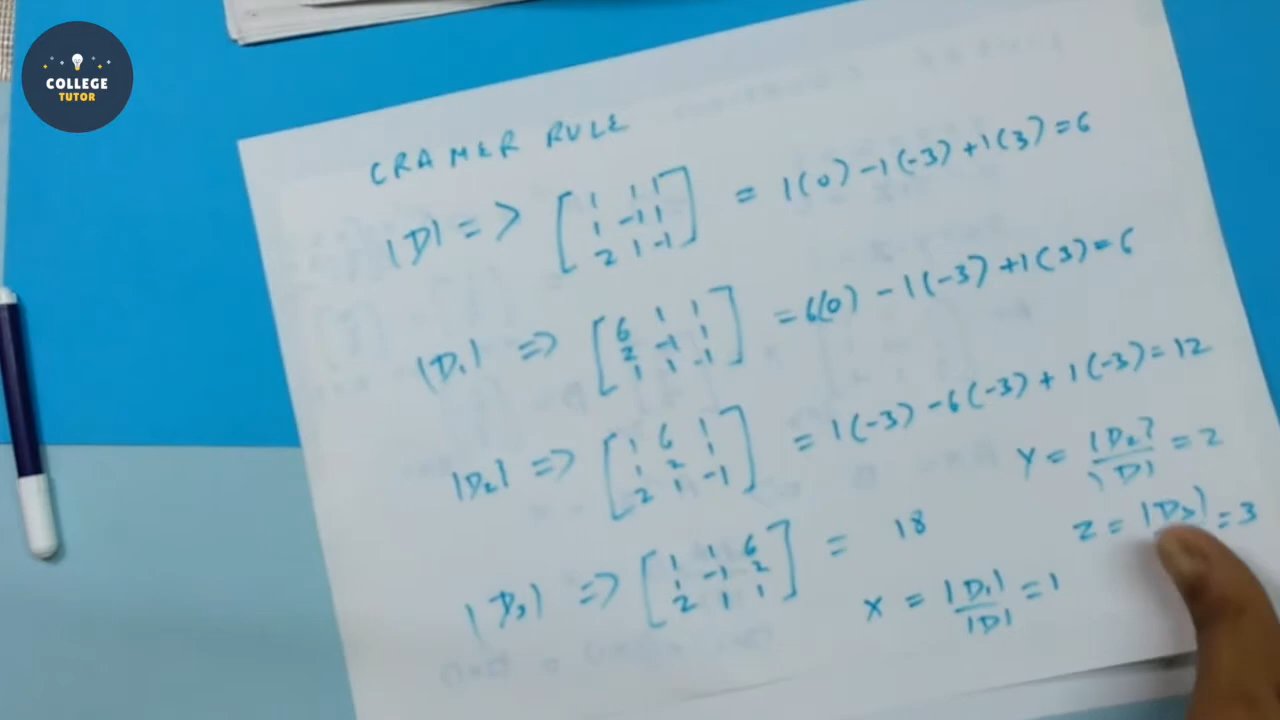 COLLEGE
TUTOR
CRAMER RULE
|D| => [1 1 1 = 1(0) -1(-3) +1(3) = 6
1 -1 1
2 1 -1]
|D₁| => [6 1 1 = 6(0) -1(-3) +1(3) = 6
2 -1 1
1 1 -1]
|D₂| => [1 6 1 = 1(-3) -6(-3) + 1(-3) = 12
1 2 1
2 1 -1]
Y = |D₂| / |D| = 2
|D₃| => [1 1 6 = 18
1 -1 2
2 1 1]
Z = |D₃| = 3
X = |D₁| / |D| = 1